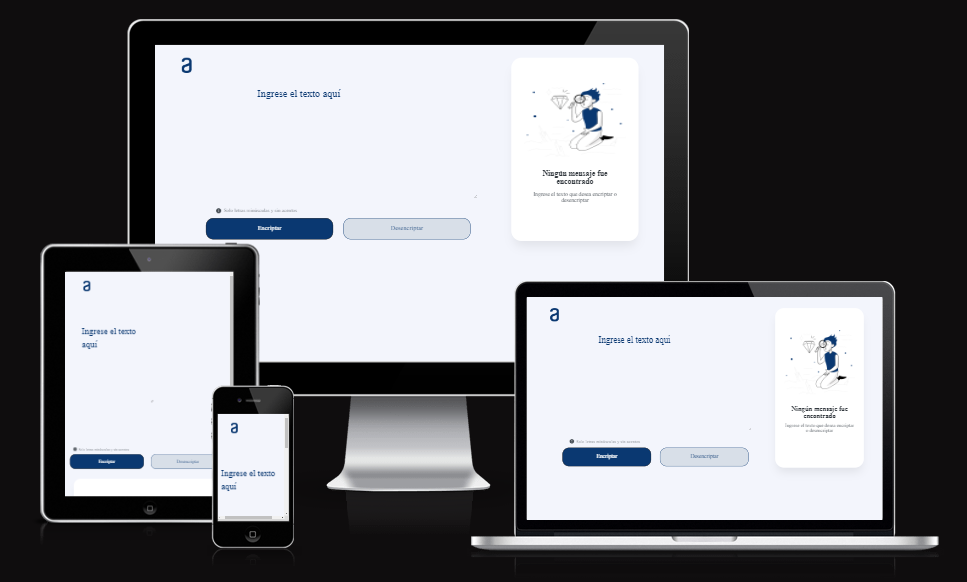 a
Ingrese el texto aquí
Ningún mensaje fue
encontrado
Ingrese el texto que desea encriptar o
desencriptar
Solo letras minúsculas y sin acentos
Encriptar
Desencriptar
a
Ingrese el texto
aquí
Solo letras minúsculas y sin acentos
Encriptar
Desencriptar
a
Ingrese el texto
aquí
a
Ingrese el texto aquí
Ningún mensaje fue
encontrado
Ingrese el texto que desea encriptar
o desencriptar
Solo letras minúsculas y sin acentos
Encriptar
Desencriptar